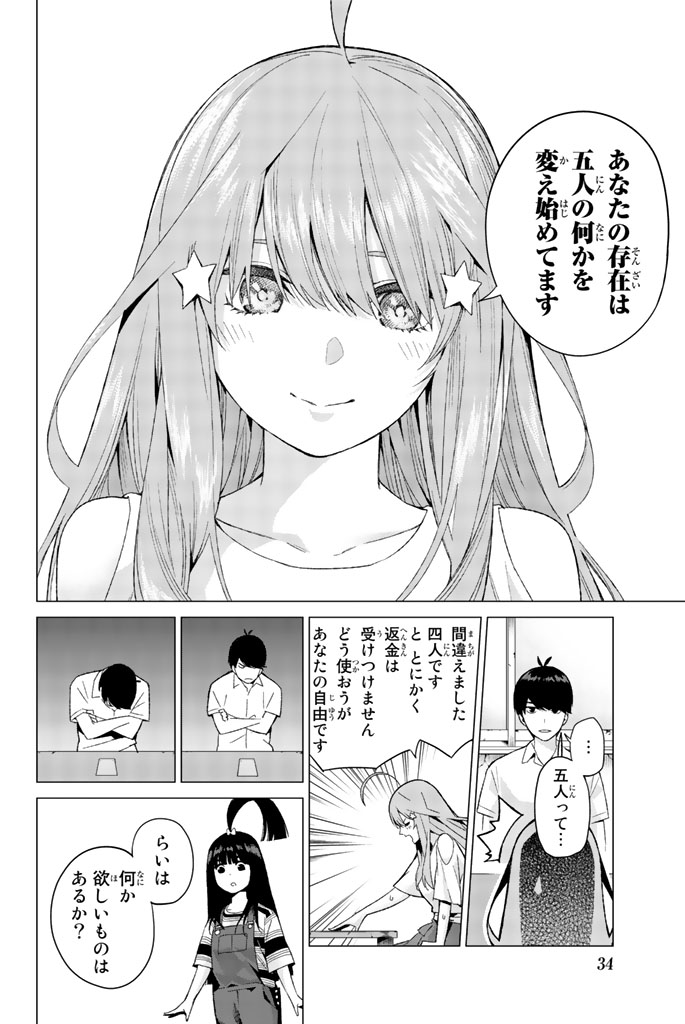 あなたの存在は
五人の何かを
変え始めてます
…
五人って…
間違えました
四人です
と とにかく
返金は
受けつけません
どう使おうが
あなたの自由です
らいは
何か
欲しいものは
あるか？
34